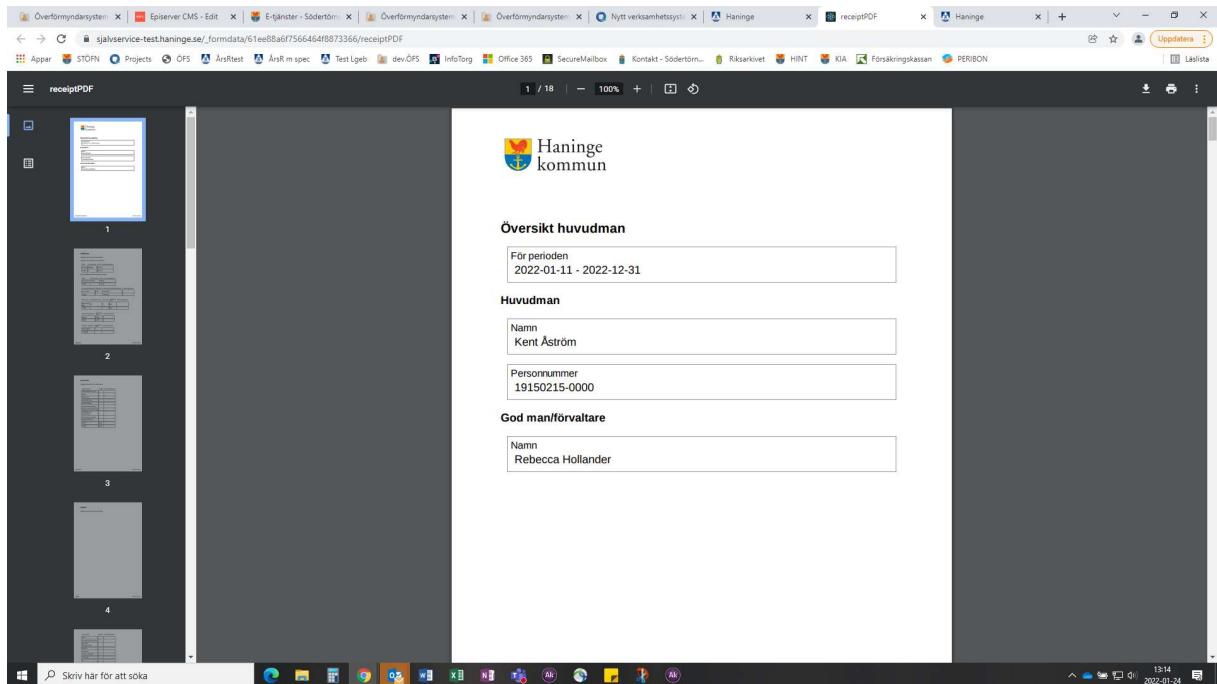 Överförmyndarsystem
Episerver CMS - Edit
E-tjänster - Södertörn
Överförmyndarsystem
Överförmyndarsystem
Nytt verksamhetssyste
Haninge
receiptPDF
Haninge
sjalvservice-test.haninge.se/_formdata/61ee88a6f7566464f8873366/receiptPDF
Uppdatera
Appar
STÖFN
Projects
ÖFS
ÅrsRtest
ÅrsR m spec
Test Lgeb
dev.ÖFS
InfoTorg
Office 365
SecureMailbox
Kontakt - Södertörn...
Riksarkivet
HINT
KIA
Försäkringskassan
PERIBON
Läslista
receiptPDF
1 / 18
100%
1
2
3
4
Haninge
kommun
Översikt huvudman
För perioden
2022-01-11 - 2022-12-31
Huvudman
Namn
Kent Åström
Personnummer
19150215-0000
God man/förvaltare
Namn
Rebecca Hollander
Skriv här för att söka
13:14
2022-01-24